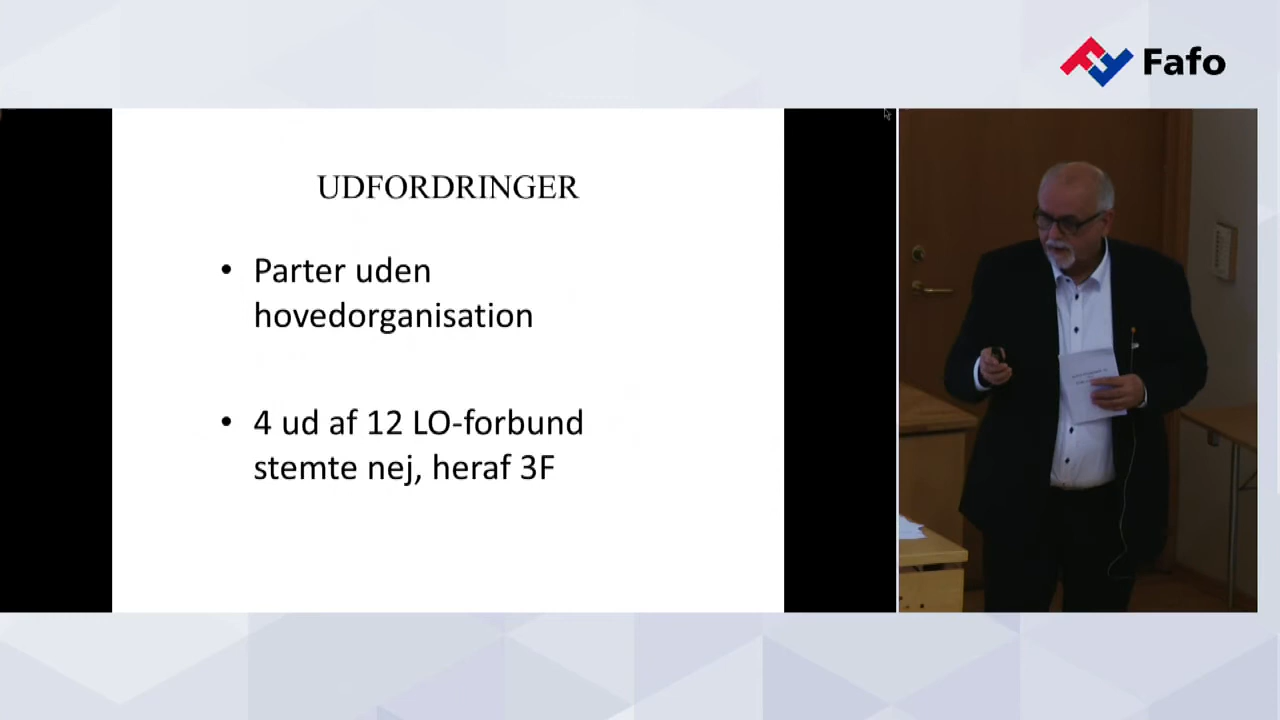 Fafo
UDFORDRINGER
• Parter uden
hovedorganisation
• 4 ud af 12 LO-forbund
stemte nej, heraf 3F